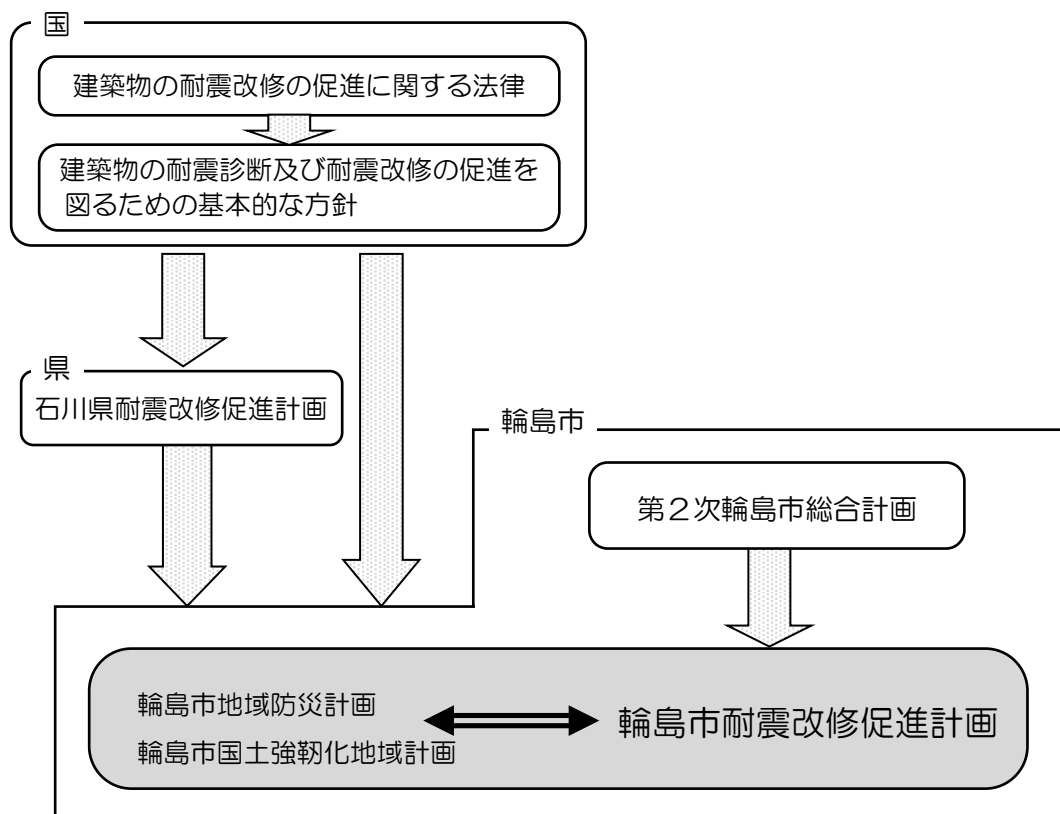 国
建築物の耐震改修の促進に関する法律
建築物の耐震診断及び耐震改修の促進を
図るための基本的な方針
県
石川県耐震改修促進計画
輪島市
第２次輪島市総合計画
輪島市地域防災計画
輪島市国土強靭化地域計画
輪島市耐震改修促進計画